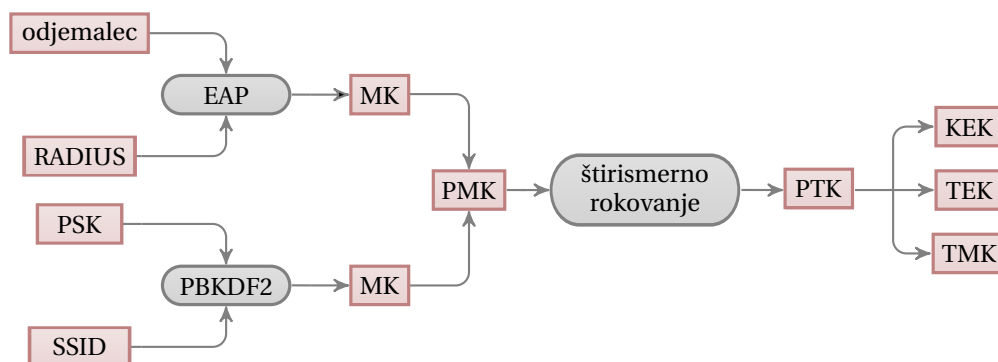 odjemalec
EAP
MK
RADIUS
PSK
PBKDF2
MK
SSID
PMK
štirismerno
rokovanje
PTK
KEK
TEK
TMK